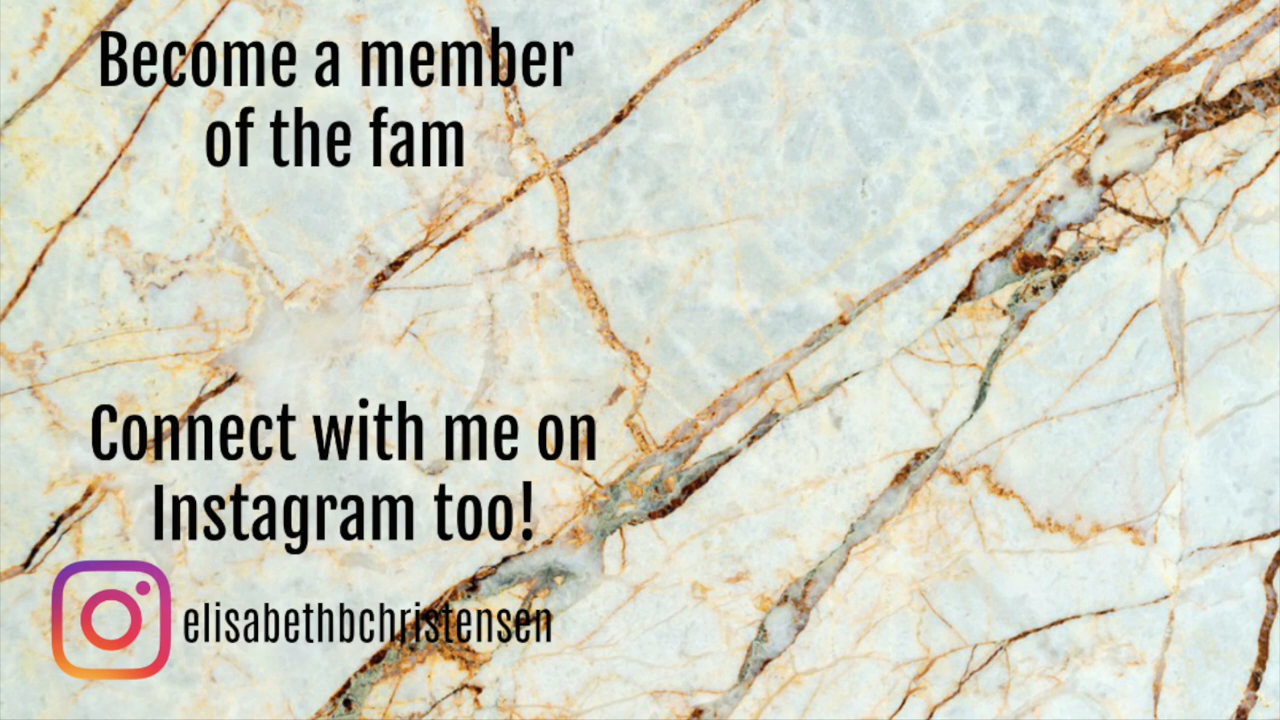 Become a member
of the fam
Connect with me on
Instagram too!
elisabethbchristensen